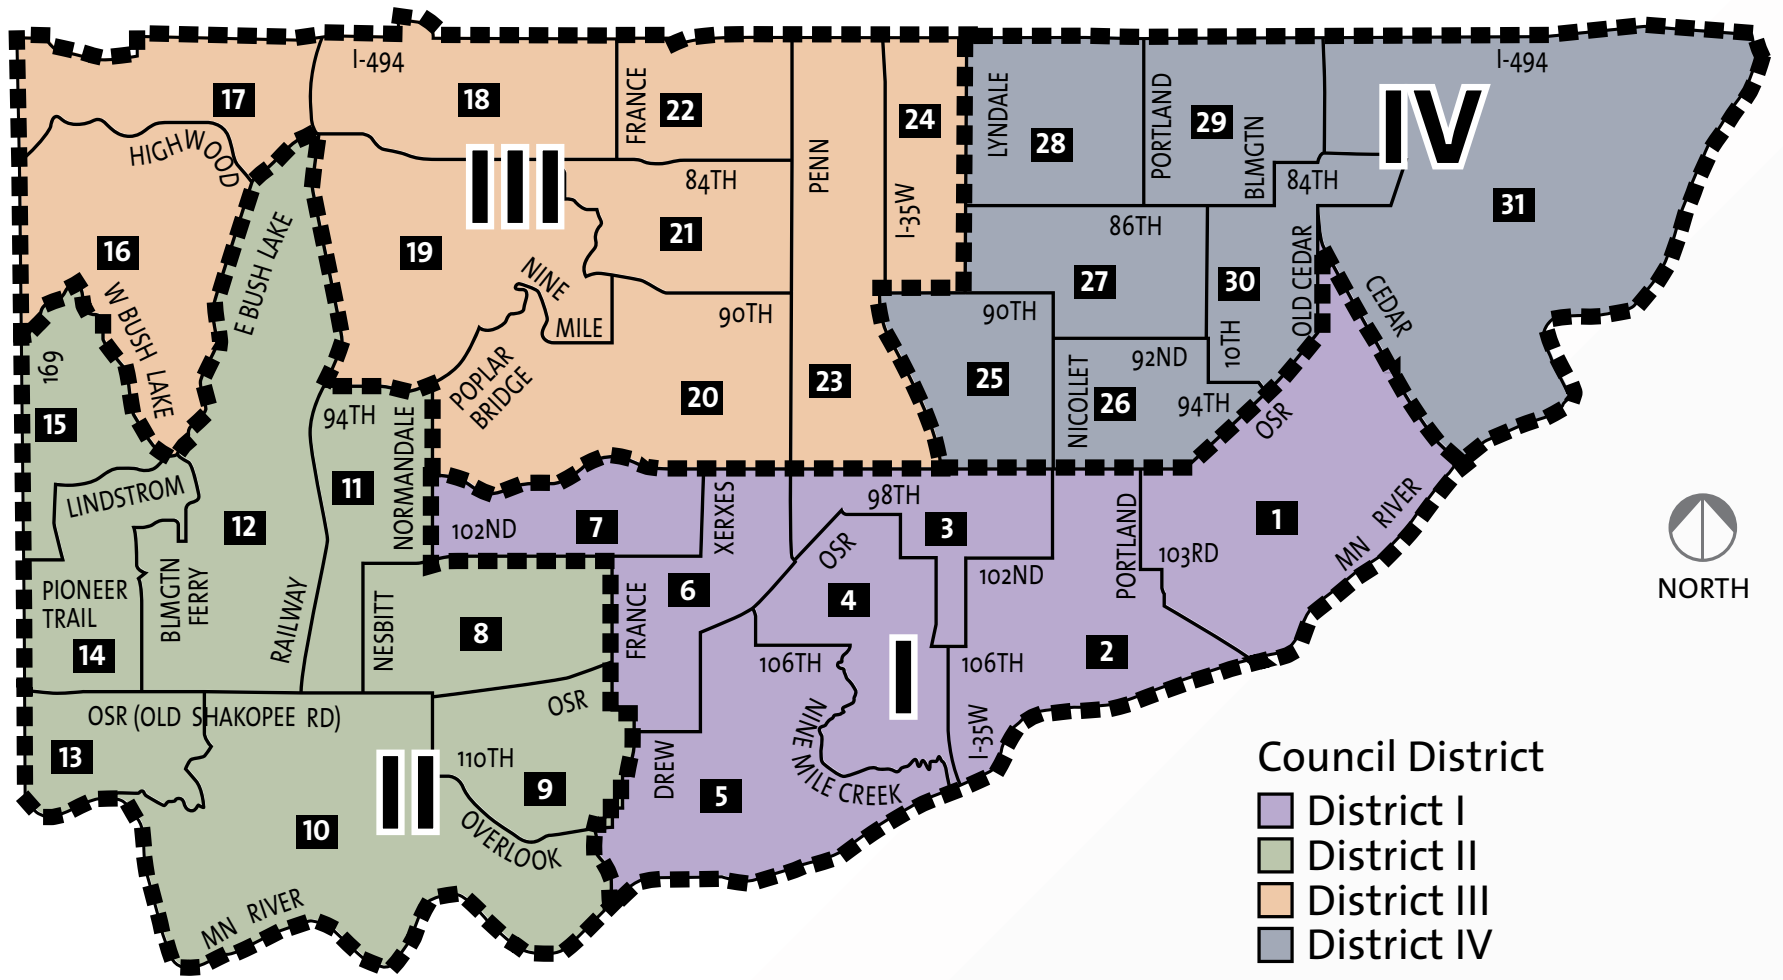 I-494
I-494
17
18
FRANCE
22
24
LYNDALE
28
PORTLAND
29
BLMGTN
IV
HIGHWOOD
III
84TH
PENN
84TH
31
16
E BUSH LAKE
19
21
I-35W
86TH
27
30
OLD CEDAR
CEDAR
W BUSH LAKE
NINE
MILE
90TH
90TH
10TH
169
POPLAR
BRIDGE
92ND
15
94TH
20
23
25
NICOLLET
26
94TH
OSR
LINDSTROM
11
NORMANDALE
12
102ND
7
XERXES
98TH
3
OSR
PORTLAND
1
MN RIVER
103RD
102ND
PIONEER
TRAIL
BLMGTN
FERRY
RAILWAY
NESBITT
8
FRANCE
6
4
NORTH
14
106TH
I
106TH
2
OSR (OLD SHAKOPEE RD)
OSR
13
II
110TH
9
DREW
5
NINE MILE CREEK
I-35W
10
OVERLOOK
MN RIVER
Council District
District I
District II
District III
District IV